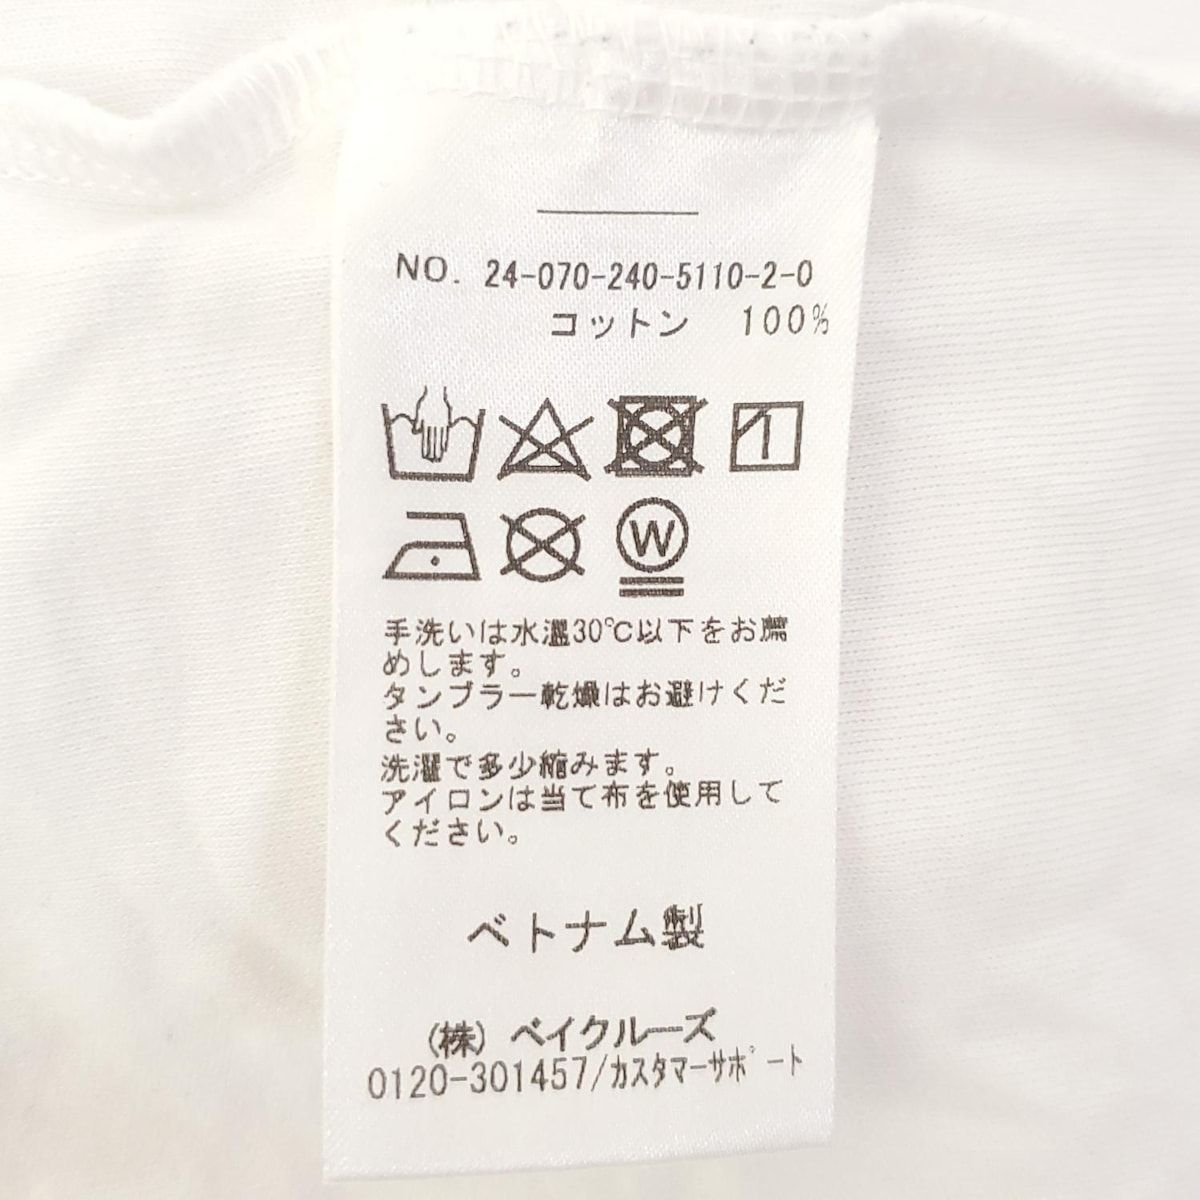 NO. 24-070-240-5110-2-0
コットン 100%
W
手洗いは水温30℃以下をお薦
めします。
タンブラー乾燥はお避けくだ
さい。
洗濯で多少縮みます。
アイロンは当て布を使用して
ください。
ベトナム製
(株) ベイクルーズ
0120-301457/カスタマーサポート